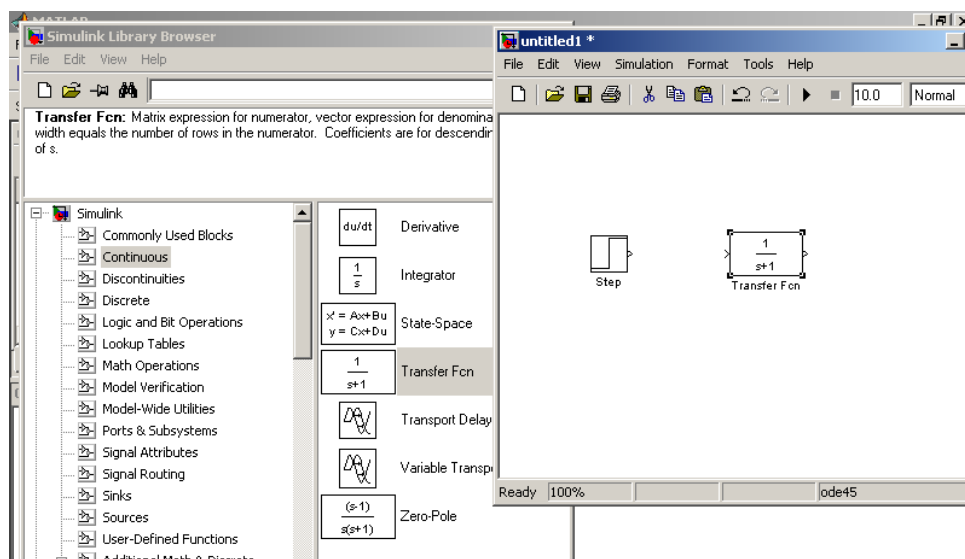 MATLAB
Simulink Library Browser
File Edit View Help
Transfer Fcn: Matrix expression for numerator, vector expression for denomina
width equals the number of rows in the numerator. Coefficients are for descendin
of s.
Simulink
Commonly Used Blocks
Continuous
Discontinuities
Discrete
Logic and Bit Operations
Lookup Tables
Math Operations
Model Verification
Model-Wide Utilities
Ports & Subsystems
Signal Attributes
Signal Routing
Sinks
Sources
User-Defined Functions
Additional Math & Discrete
du/dt Derivative
1
s
Integrator
x' = Ax+Bu
y = Cx+Du
State-Space
1
s+1
Transfer Fcn
Transport Delay
Variable Transp
(s-1)
s(s+1)
Zero-Pole
untitled1 *
File Edit View Simulation Format Tools Help
10.0 Normal
Step
1
s+1
Transfer Fcn
Ready 100% ode45